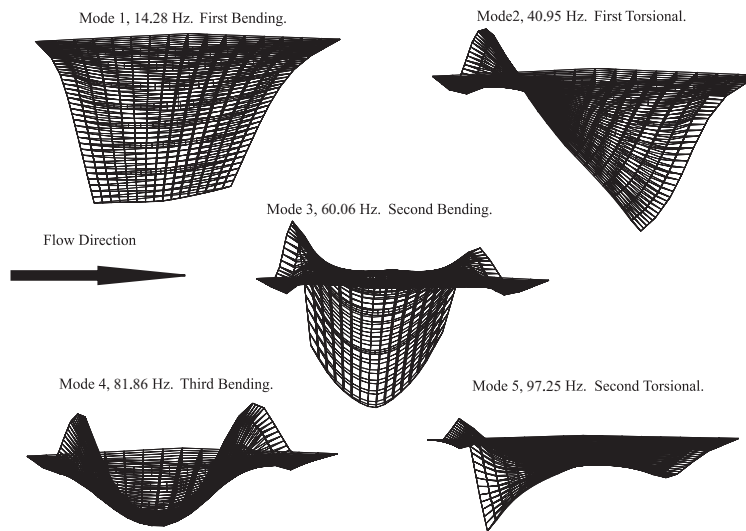 Mode 1, 14.28 Hz. First Bending.
Mode2, 40.95 Hz. First Torsional.
Mode 3, 60.06 Hz. Second Bending.
Flow Direction
Mode 4, 81.86 Hz. Third Bending.
Mode 5, 97.25 Hz. Second Torsional.